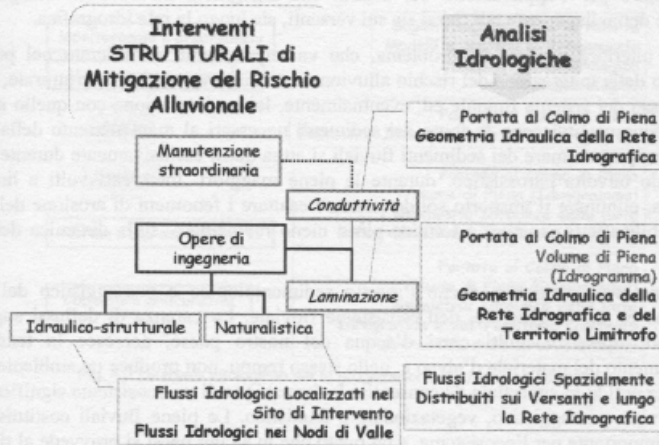 Interventi
STRUTTURALI di
Mitigazione del Rischio
Alluvionale
Analisi
Idrologiche
Manutenzione
straordinaria
Portata al Colmo di Piena
Geometria Idraulica della Rete
Idrografica
Conduttività
Opere di
ingegneria
Laminazione
Portata al Colmo di Piena
Volume di Piena
(Idrogramma)
Geometria Idraulica della
Rete Idrografica e del
Territorio Limitrofo
Idraulico-strutturale
Naturalistica
Flussi Idrologici Localizzati nel
Sito di Intervento
Flussi Idrologici nei Nodi di Valle
Flussi Idrologici Spazialmente
Distribuiti sui Versanti e lungo
la Rete Idrografica